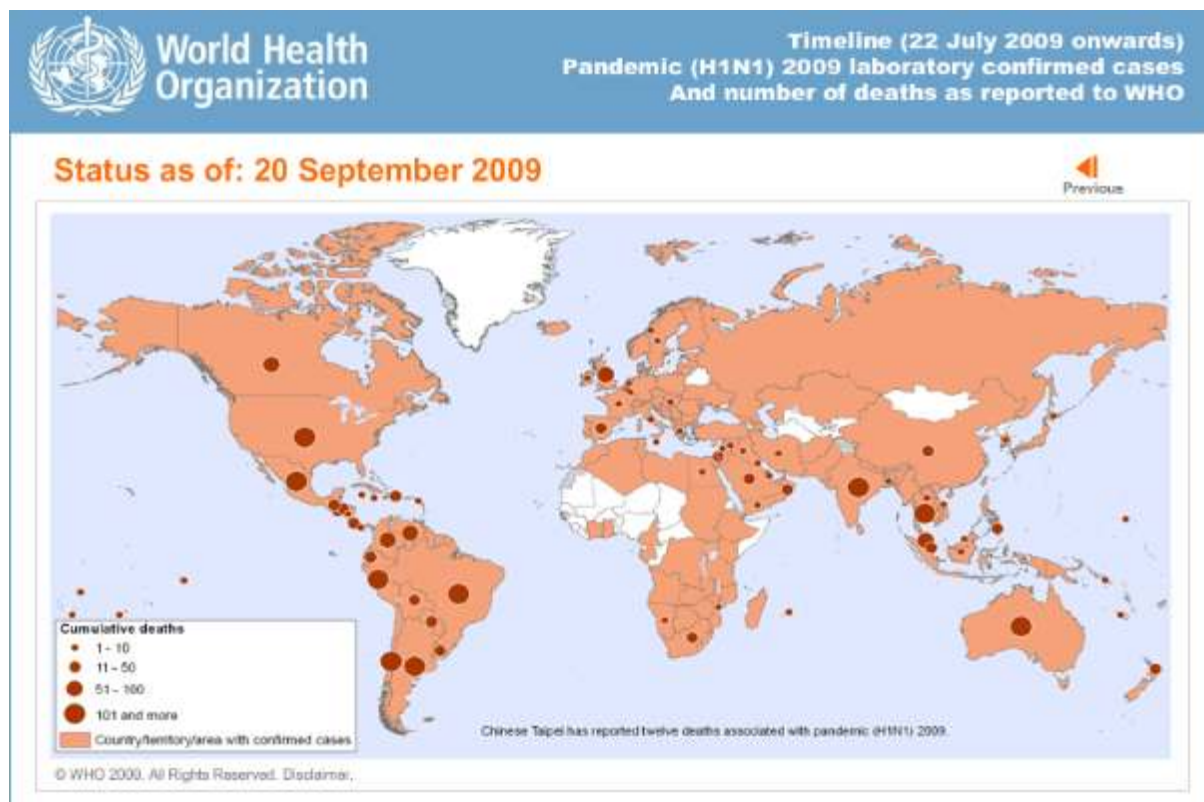 World Health
Organization
Timeline (22 July 2009 onwards)
Pandemic (H1N1) 2009 laboratory confirmed cases
And number of deaths as reported to WHO
Status as of: 20 September 2009
Previous
Cumulative deaths
1 - 10
11 - 50
51 - 100
101 and more
Country/territory/area with confirmed cases
Chinese Taipei has reported twelve deaths associated with pandemic (H1N1) 2009.
© WHO 2009. All Rights Reserved. Disclaimer.